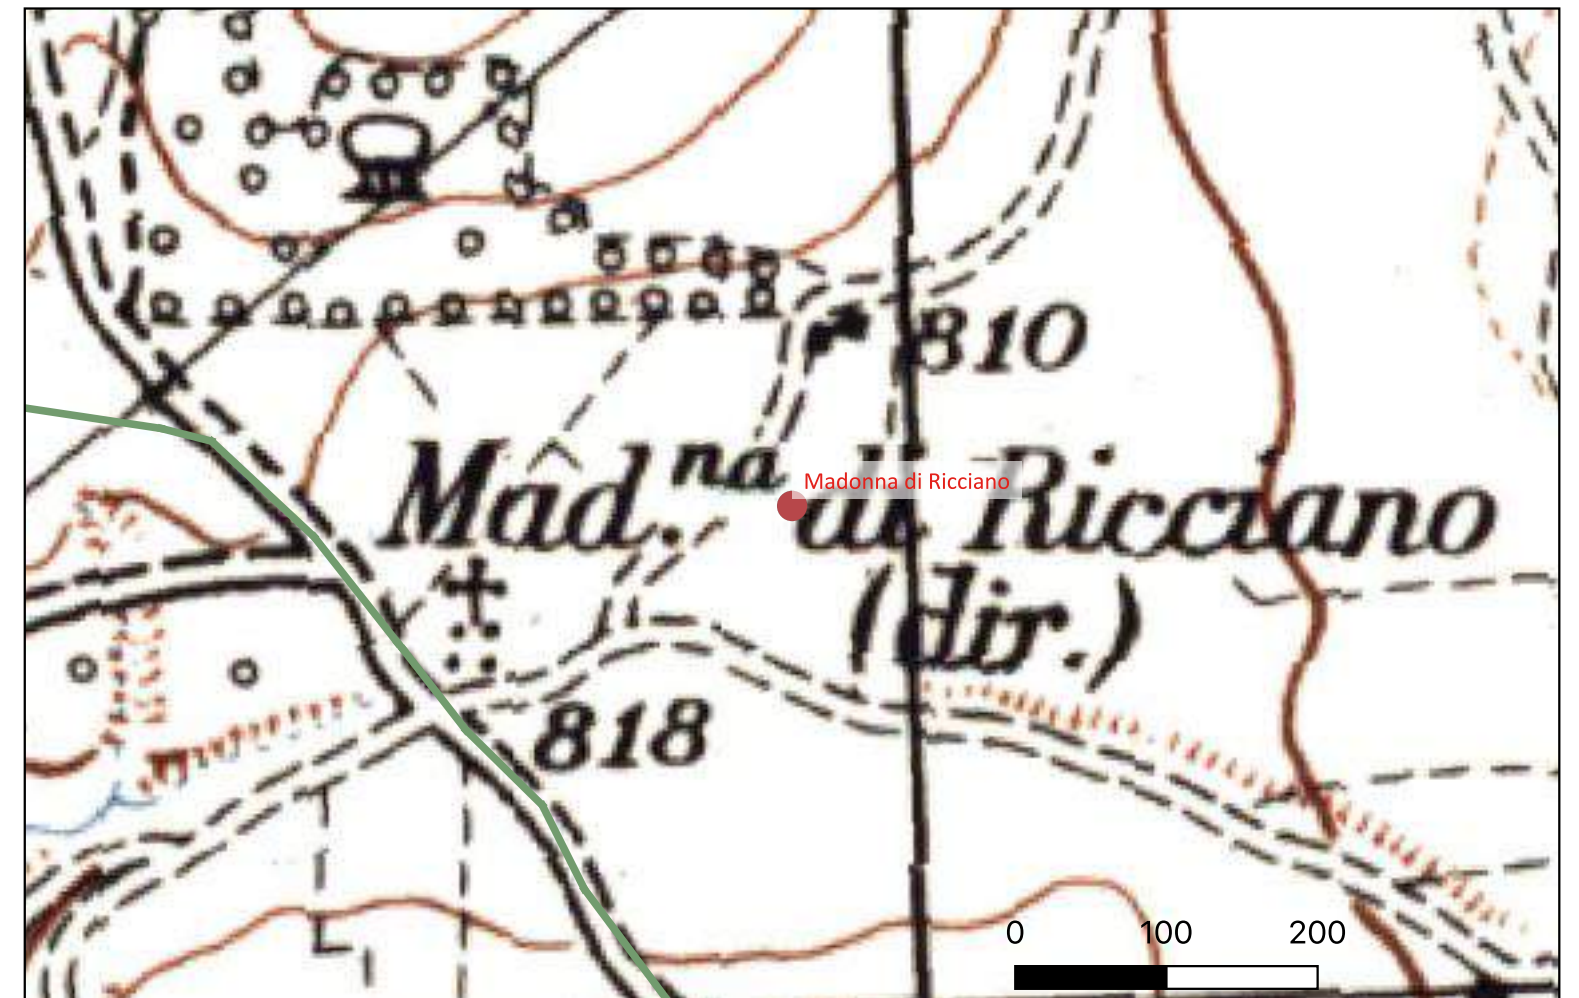 810
Mad.na di Ricciano
Madonna di Ricciano
(dir.)
818
0 100 200